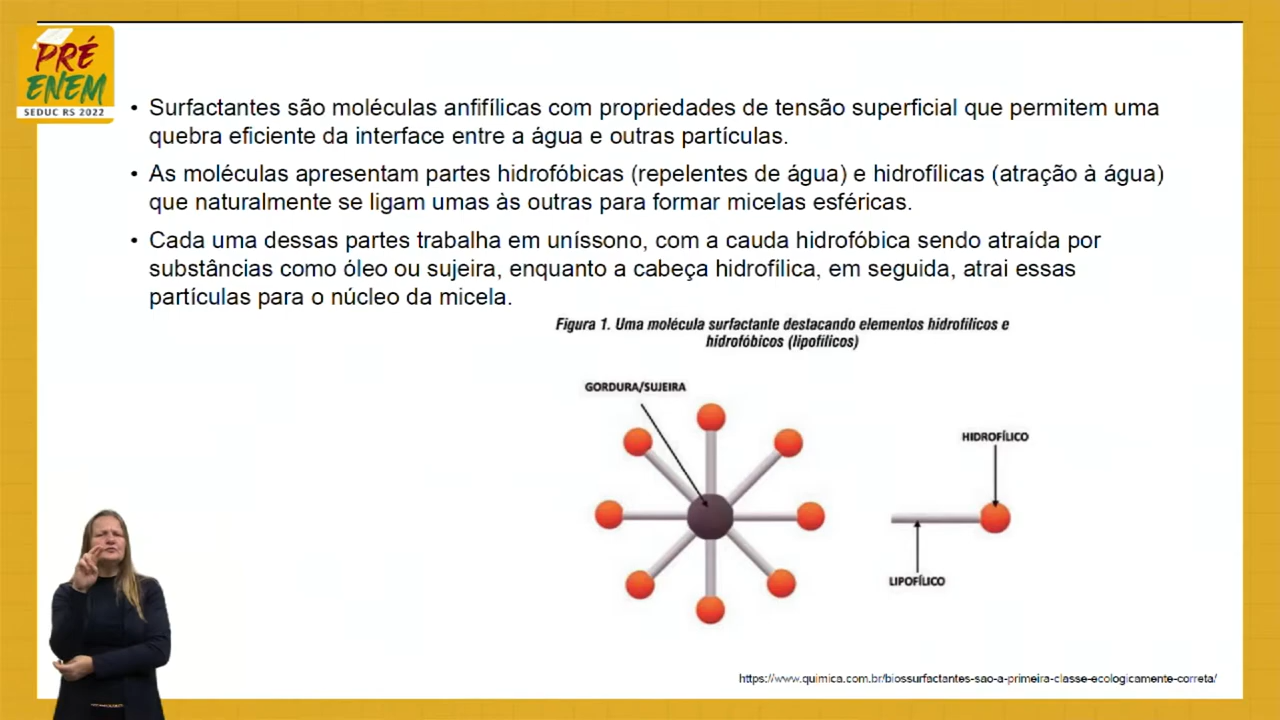 PRÉ
ENEM
SEDUC RS 2022
• Surfactantes são moléculas anfifílicas com propriedades de tensão superficial que permitem uma
quebra eficiente da interface entre a água e outras partículas.
• As moléculas apresentam partes hidrofóbicas (repelentes de água) e hidrofílicas (atração à água)
que naturalmente se ligam umas às outras para formar micelas esféricas.
• Cada uma dessas partes trabalha em uníssono, com a cauda hidrofóbica sendo atraída por
substâncias como óleo ou sujeira, enquanto a cabeça hidrofílica, em seguida, atrai essas
partículas para o núcleo da micela.
Figura 1. Uma molécula surfactante destacando elementos hidrofílicos e
hidrofóbicos (lipofílicos)
GORDURA/SUJEIRA
HIDROFÍLICO
LIPOFÍLICO
https://www.quimica.com.br/biossurfactantes-sao-a-primeira-classe-ecologicamente-correta/